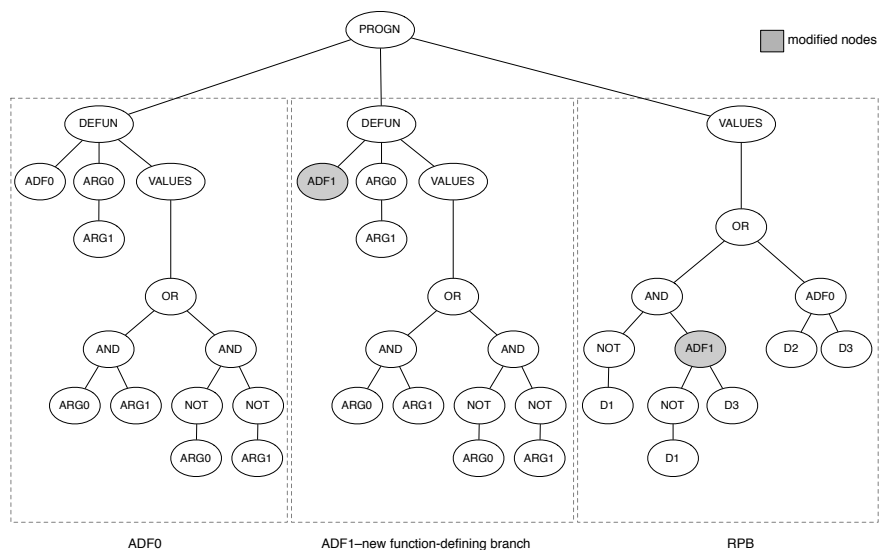 PROGN
modified nodes
DEFUN DEFUN VALUES
ADF0 ARG0 VALUES ADF1 ARG0 VALUES
ARG1 ARG1 OR
OR OR AND ADF0
AND AND AND AND NOT ADF1 D2 D3
ARG0 ARG1 NOT NOT ARG0 ARG1 NOT NOT D1 NOT D3
ARG0 ARG1 ARG0 ARG1 D1
ADF0 ADF1–new function-defining branch RPB